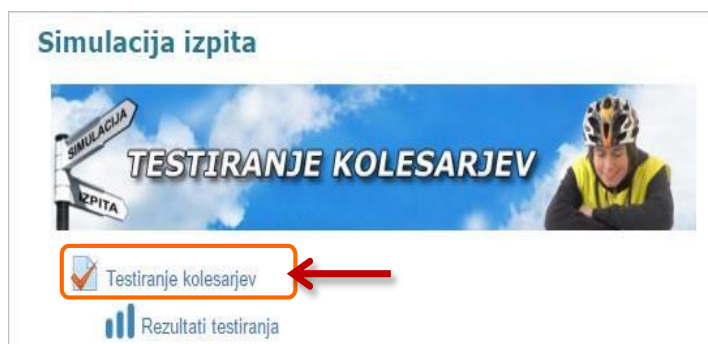 Simulacija izpita
SIMULACIJA
IZPITA
TESTIRANJE KOLESARJEV
Testiranje kolesarjev
Rezultati testiranja